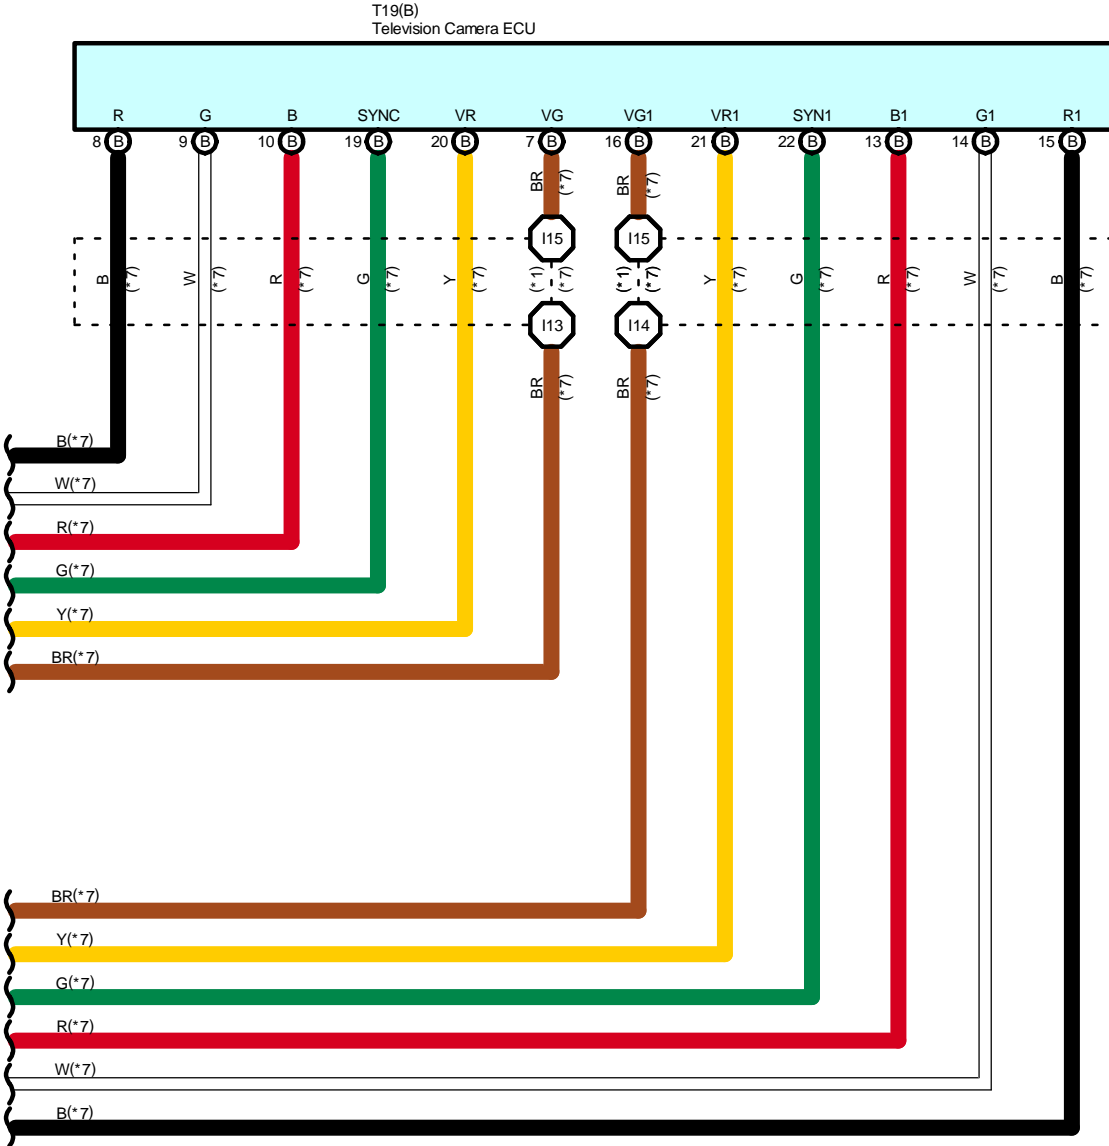 T19(B)
Television Camera ECU
R G B SYNC VR VG VG1 VR1 SYN1 B1 G1 R1
8 B 9 B 10 B 19 B 20 B 7 B 16 B 21 B 22 B 13 B 14 B 15 B
BR (*7) BR (*7)
I15 I15
B (*7) W (*7) R (*7) G (*7) Y (*7) (*1) (*7) (*1) (*7) Y (*7) G (*7) R (*7) W (*7) B (*7)
I13 I14
BR (*7) BR (*7)
B(*7)
W(*7)
R(*7)
G(*7)
Y(*7)
BR(*7)
BR(*7)
Y(*7)
G(*7)
R(*7)
W(*7)
B(*7)